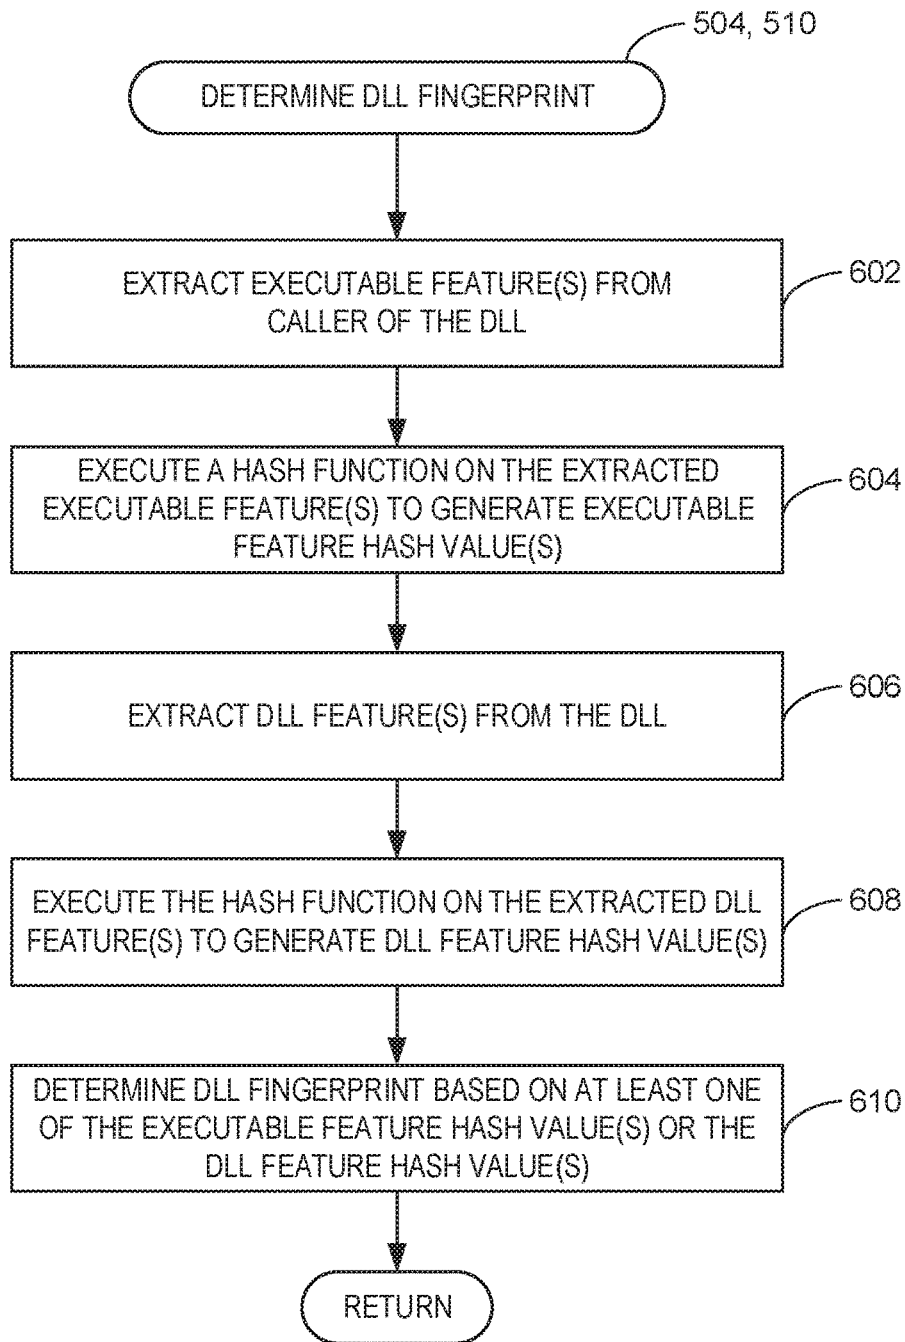 504, 510
DETERMINE DLL FINGERPRINT
EXTRACT EXECUTABLE FEATURE(S) FROM
CALLER OF THE DLL
602
EXECUTE A HASH FUNCTION ON THE EXTRACTED
EXECUTABLE FEATURE(S) TO GENERATE EXECUTABLE
FEATURE HASH VALUE(S)
604
EXTRACT DLL FEATURE(S) FROM THE DLL
606
EXECUTE THE HASH FUNCTION ON THE EXTRACTED DLL
FEATURE(S) TO GENERATE DLL FEATURE HASH VALUE(S)
608
DETERMINE DLL FINGERPRINT BASED ON AT LEAST ONE
OF THE EXECUTABLE FEATURE HASH VALUE(S) OR THE
DLL FEATURE HASH VALUE(S)
610
RETURN